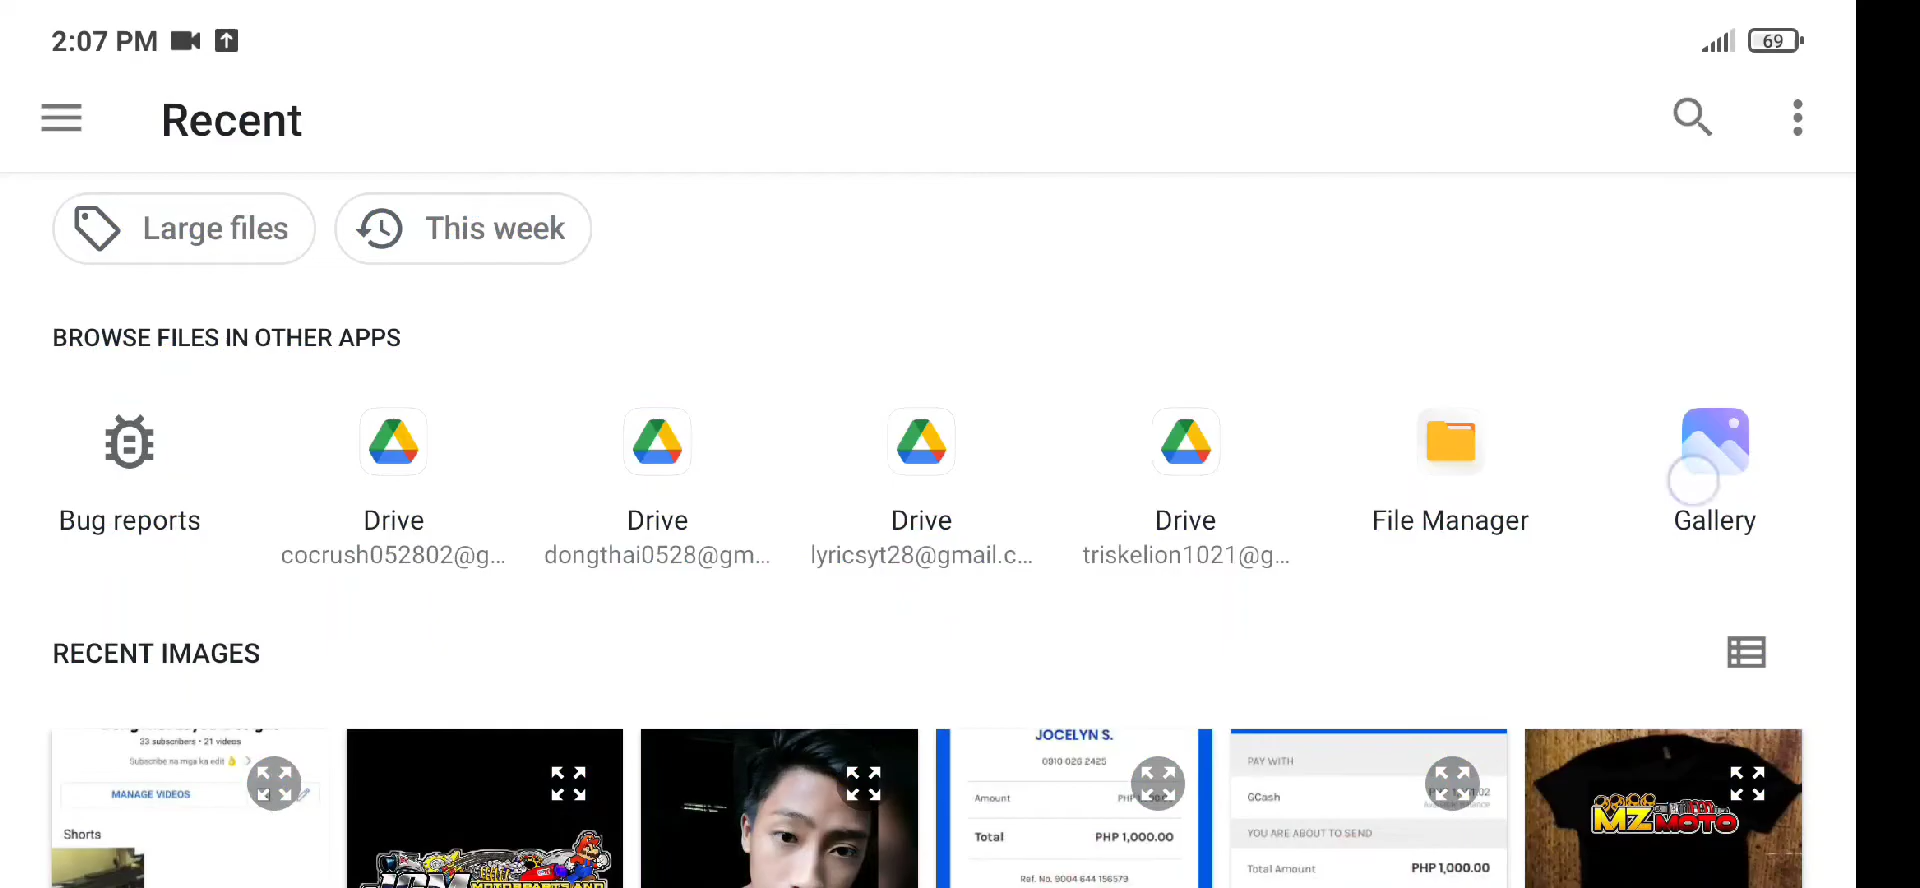 2:07 PM
69
Recent
Large files
This week
BROWSE FILES IN OTHER APPS
Bug reports
Drive
cocrush052802@g...
Drive
dongthai0528@gm...
Drive
lyricsyt28@gmail.c...
Drive
triskelion1021@g...
File Manager
Gallery
RECENT IMAGES
33 subscribers • 21 videos
Subscribe na mga ka edit
MANAGE VIDEOS
Shorts
MOTORPARTS AND
JOCELYN S.
0910 026 2425
Amount
PHP
Total
PHP 1,000.00
Ref. No. 9004 644 156579
PAY WITH
GCash
YOU ARE ABOUT TO SEND
Total Amount
PHP 1,000.00
MZ MOTO